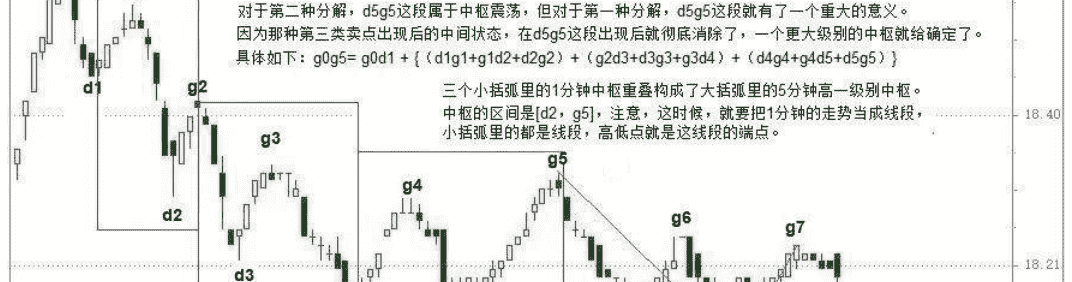 对于第二种分解，d5g5这段属于中枢震荡，但对于第一种分解，d5g5这段就有了一个重大的意义。
因为那种第三类卖点出现后的中间状态，在d5g5这段出现后就彻底消除了，一个更大级别的中枢就给确定了。
具体如下：g0g5= g0d1 + {（d1g1+g1d2+d2g2）+（g2d3+d3g3+g3d4）+（d4g4+g4d5+d5g5）}
三个小括弧里的1分钟中枢重叠构成了大括弧里的5分钟高一级别中枢。
中枢的区间是[d2，g5]，注意，这时候，就要把1分钟的走势当成线段，
小括弧里的都是线段，高低点就是这线段的端点。
d1
g2
18.40
g3
g5
g4
d2
g6
g7
d3
18.21